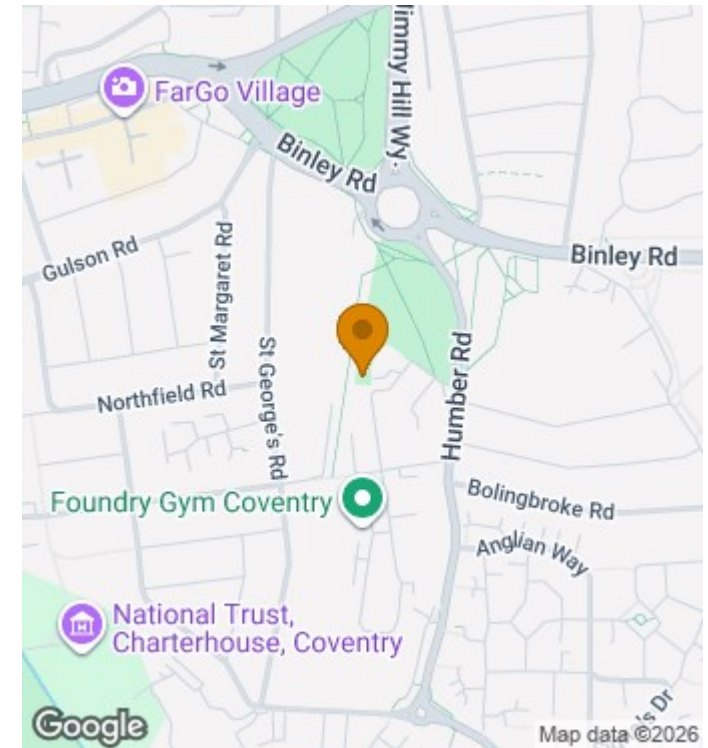 FarGo Village
Jimmy Hill Wy.
Binley Rd
Gulson Rd
St Margaret Rd
Binley Rd
St George's Rd
Humber Rd
Northfield Rd
Foundry Gym Coventry
Bolingbroke Rd
Anglian Way
National Trust,
Charterhouse, Coventry
Google
Map data ©2026